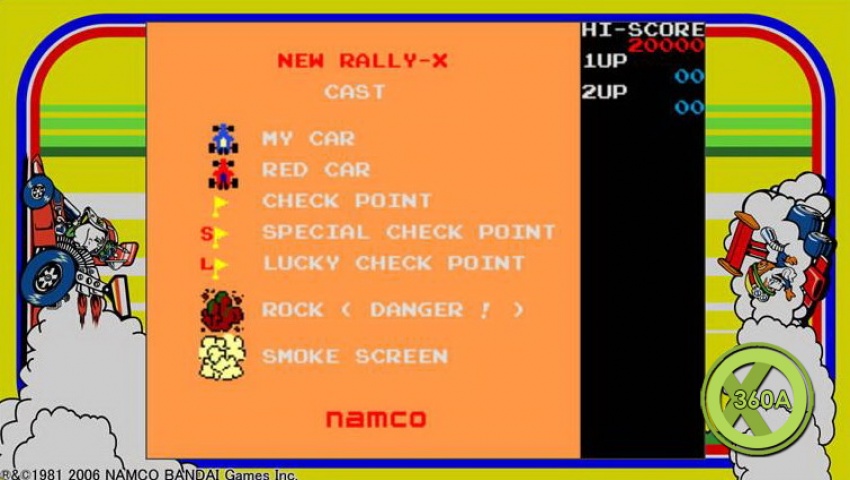 HI-SCORE
20000
1UP
00
2UP
00
NEW RALLY-X
CAST
MY CAR
RED CAR
CHECK POINT
S SPECIAL CHECK POINT
L LUCKY CHECK POINT
ROCK ( DANGER ! )
SMOKE SCREEN
namco
X 360A
®&©1981 2006 NAMCO BANDAI Games Inc.